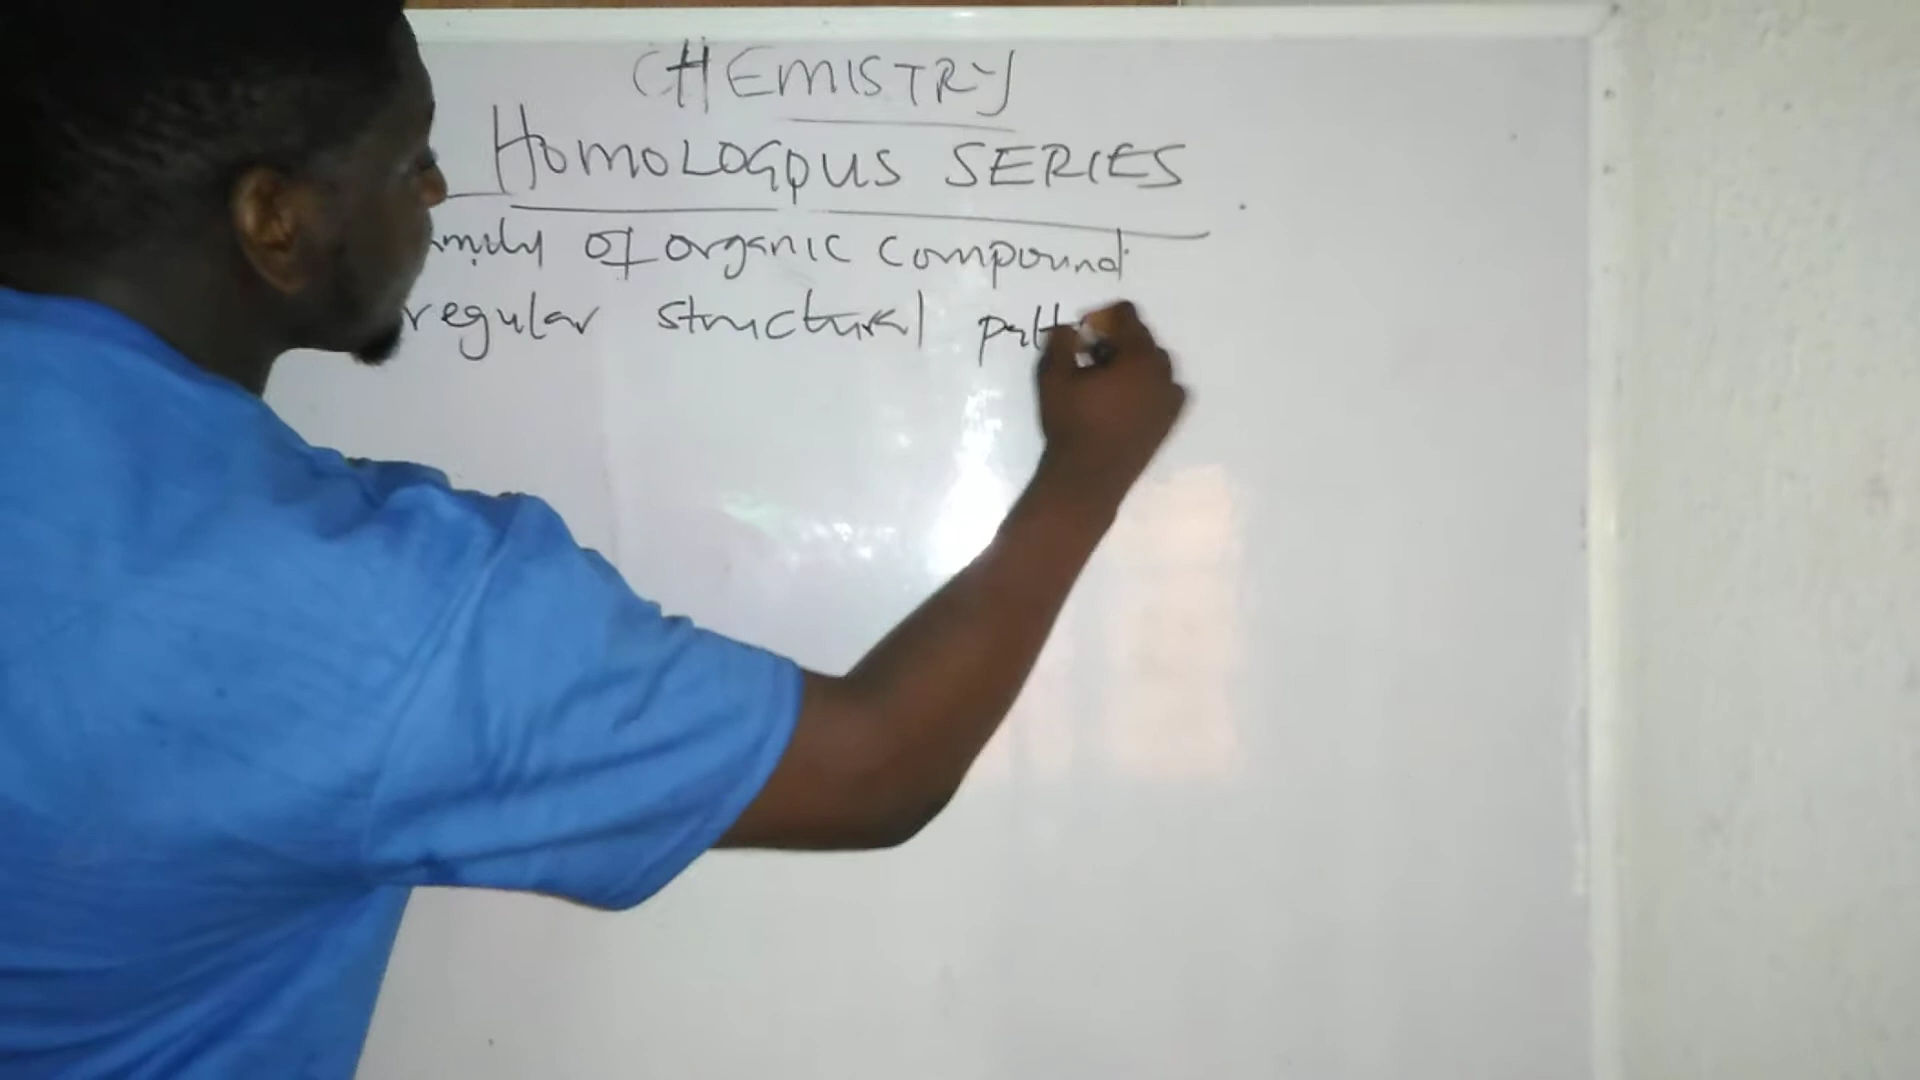 CHEMISTRY
HOMOLOGOUS SERIES
of organic compound
regular structural